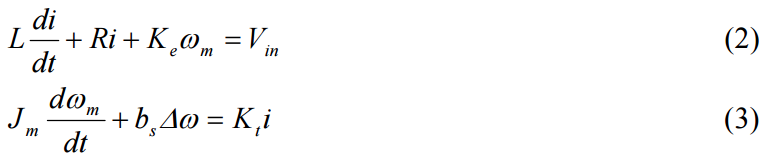 L di/dt + Ri + K_e ω_m = V_in (2)
J_m dω_m/dt + b_s Δω = K_t i (3)